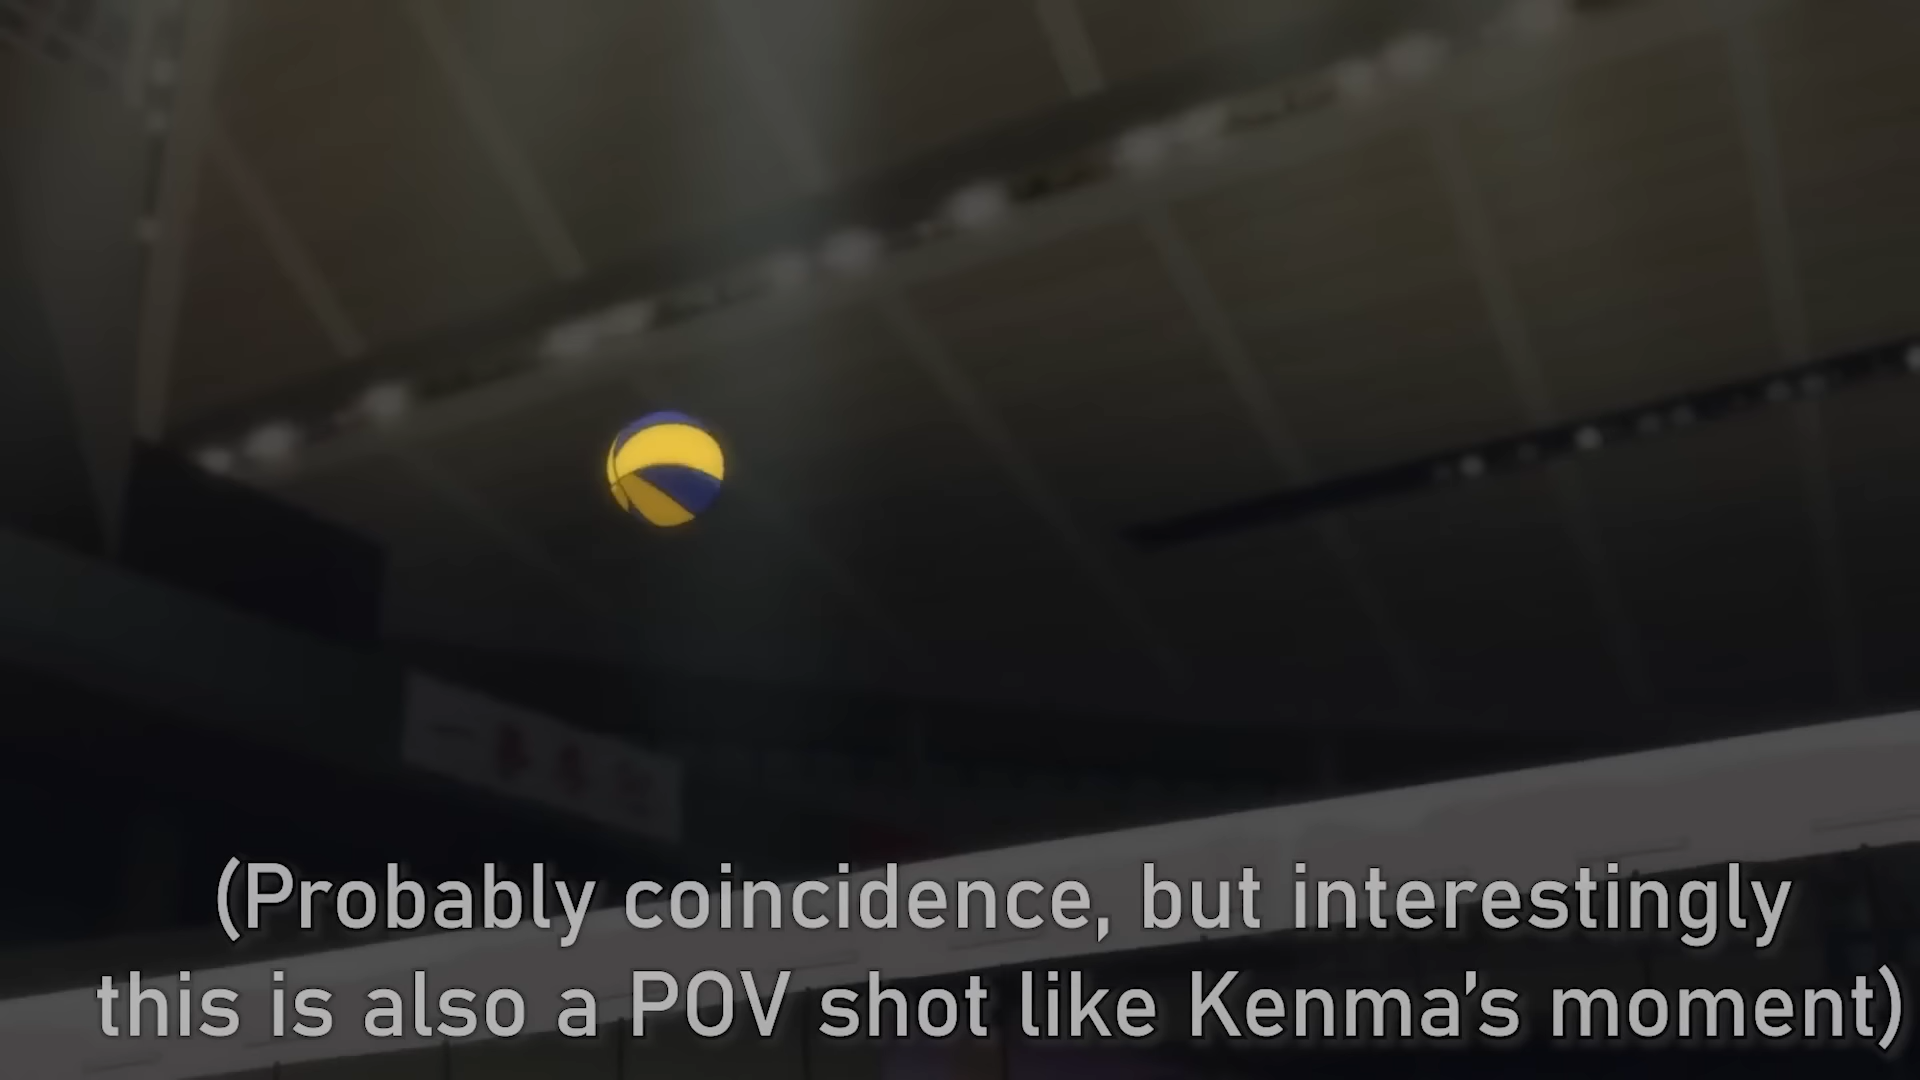 (Probably coincidence, but interestingly
this is also a POV shot like Kenma's moment)